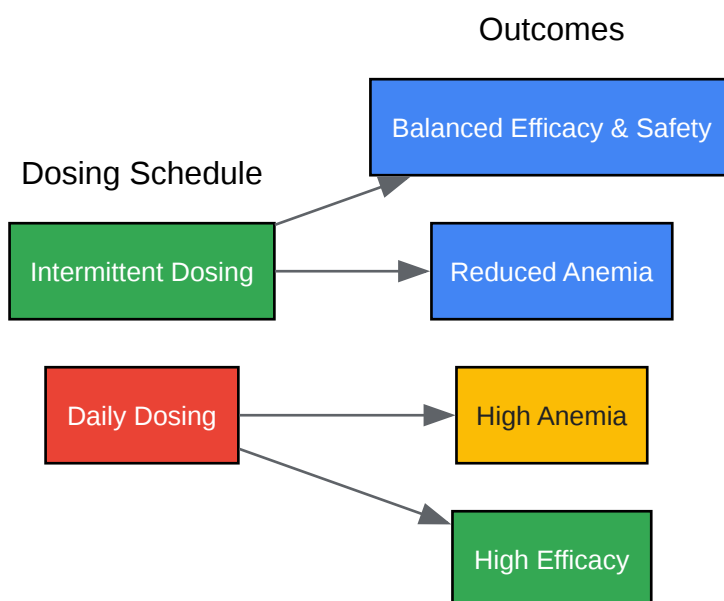 Outcomes
Balanced Efficacy & Safety
Dosing Schedule
Intermittent Dosing
Reduced Anemia
Daily Dosing
High Anemia
High Efficacy